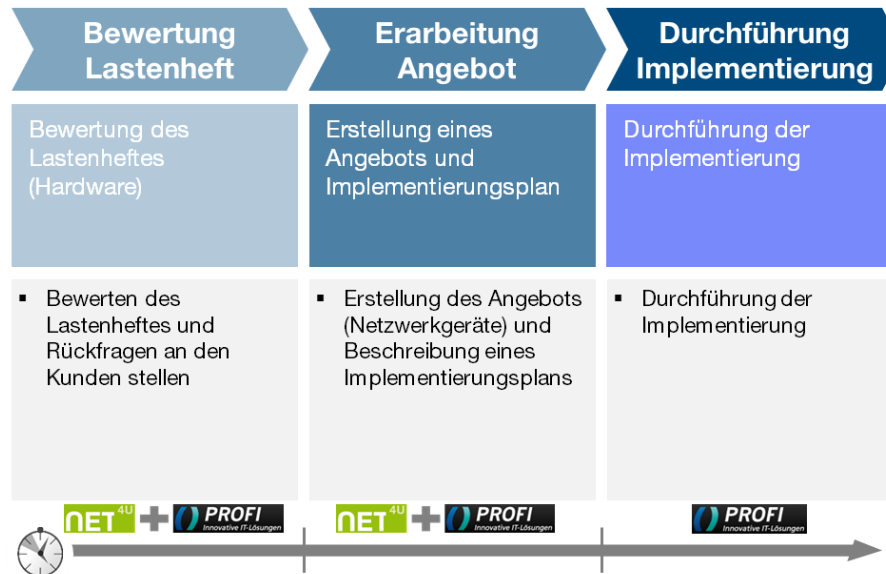 Bewertung
Lastenheft
Erarbeitung
Angebot
Durchführung
Implementierung
Bewertung des
Lastenheftes
(Hardware)
Erstellung eines
Angebots und
Implementierungsplan
Durchführung der
Implementierung
▪ Bewerten des
Lastenheftes und
Rückfragen an den
Kunden stellen
▪ Erstellung des Angebots
(Netzwerkgeräte) und
Beschreibung eines
Implementierungsplans
▪ Durchführung der
Implementierung
NET 4U + PROFI
Innovative IT-Lösungen
NET 4U + PROFI
Innovative IT-Lösungen
PROFI
Innovative IT-Lösungen